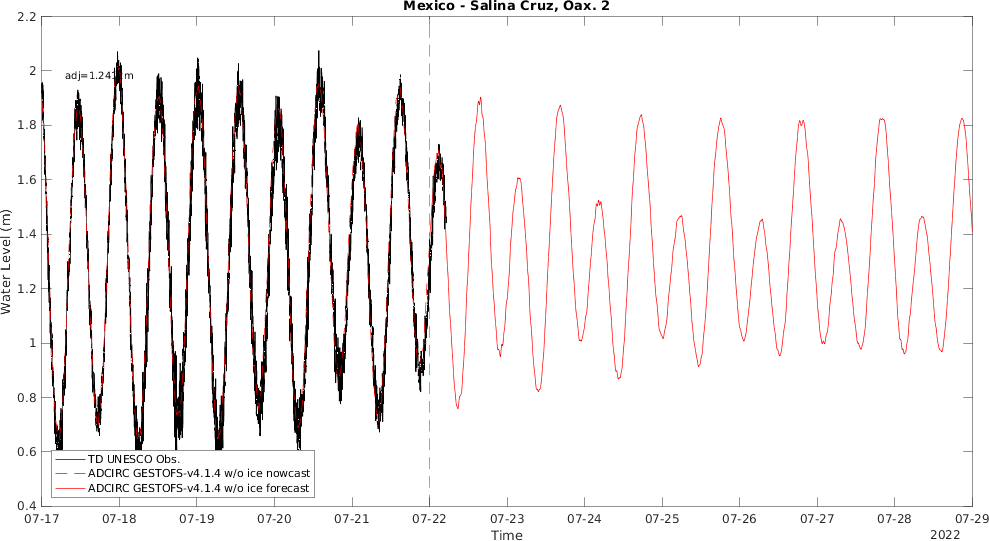 Mexico - Salina Cruz, Oax. 2
2.2
2
1.8
1.6
1.4
1.2
1
0.8
0.6
0.4
Water Level (m)
TD UNESCO Obs.
ADCIRC GESTOFS-v4.1.4 w/o ice nowcast
ADCIRC GESTOFS-v4.1.4 w/o ice forecast
07-17 07-18 07-19 07-20 07-21 07-22 07-23 07-24 07-25 07-26 07-27 07-28 07-29
Time
2022